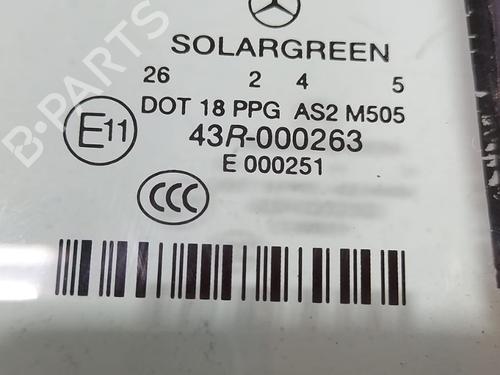 SOLARGREEN
26 2 4 5
DOT 18 PPG AS2 M505
E11
43R-000263
E 000251
CCC
B-PARTS